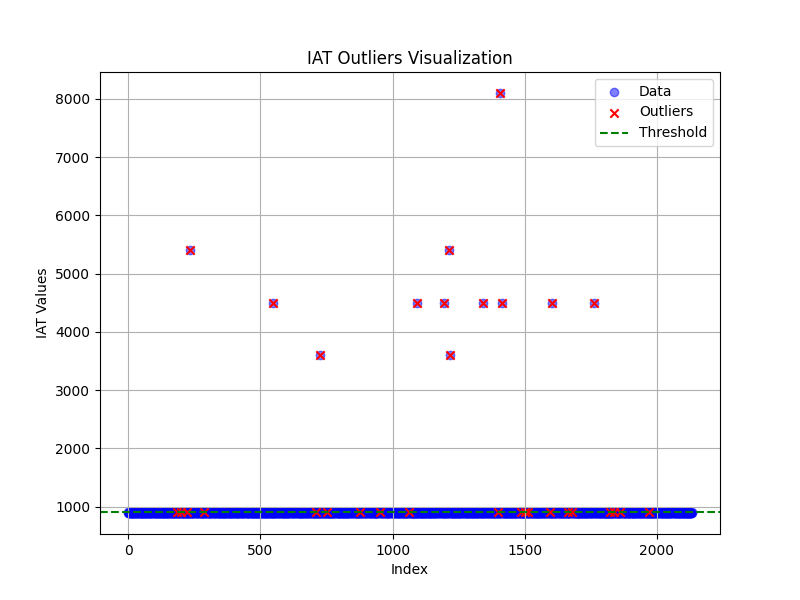 IAT Outliers Visualization
Data
Outliers
Threshold
8000
7000
6000
5000
4000
3000
2000
1000
IAT Values
0
500
1000
1500
2000
Index